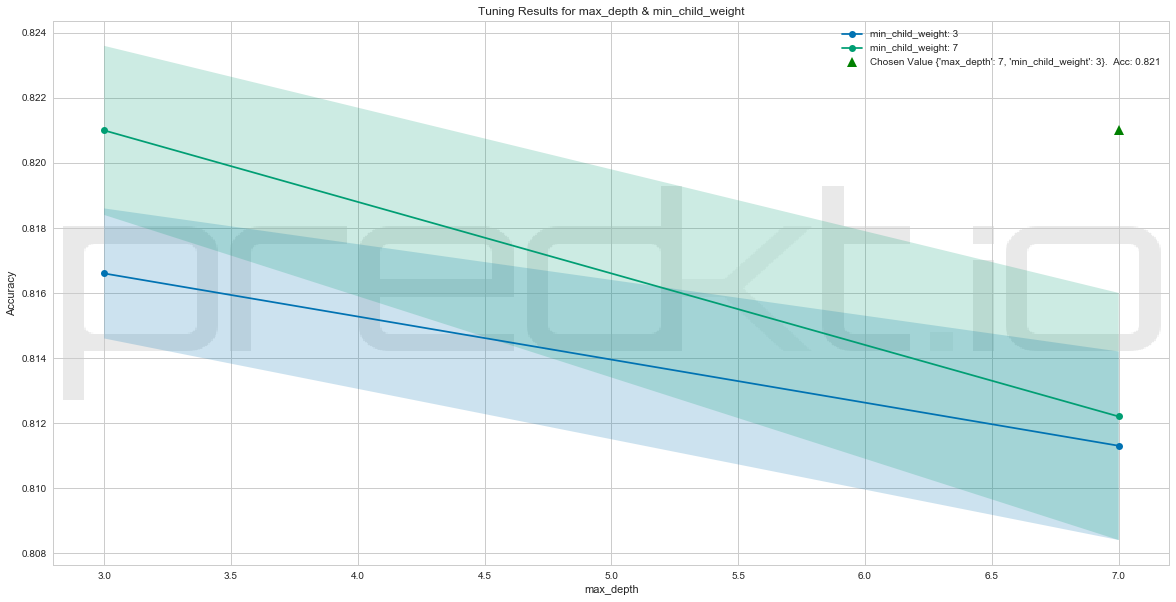 Tuning Results for max_depth & min_child_weight
min_child_weight: 3
min_child_weight: 7
Chosen Value {'max_depth': 7, 'min_child_weight': 3}.  Acc: 0.821
0.824
0.822
0.820
0.818
0.816
0.814
0.812
0.810
0.808
Accuracy
predkt.io
3.0
3.5
4.0
4.5
5.0
5.5
6.0
6.5
7.0
max_depth